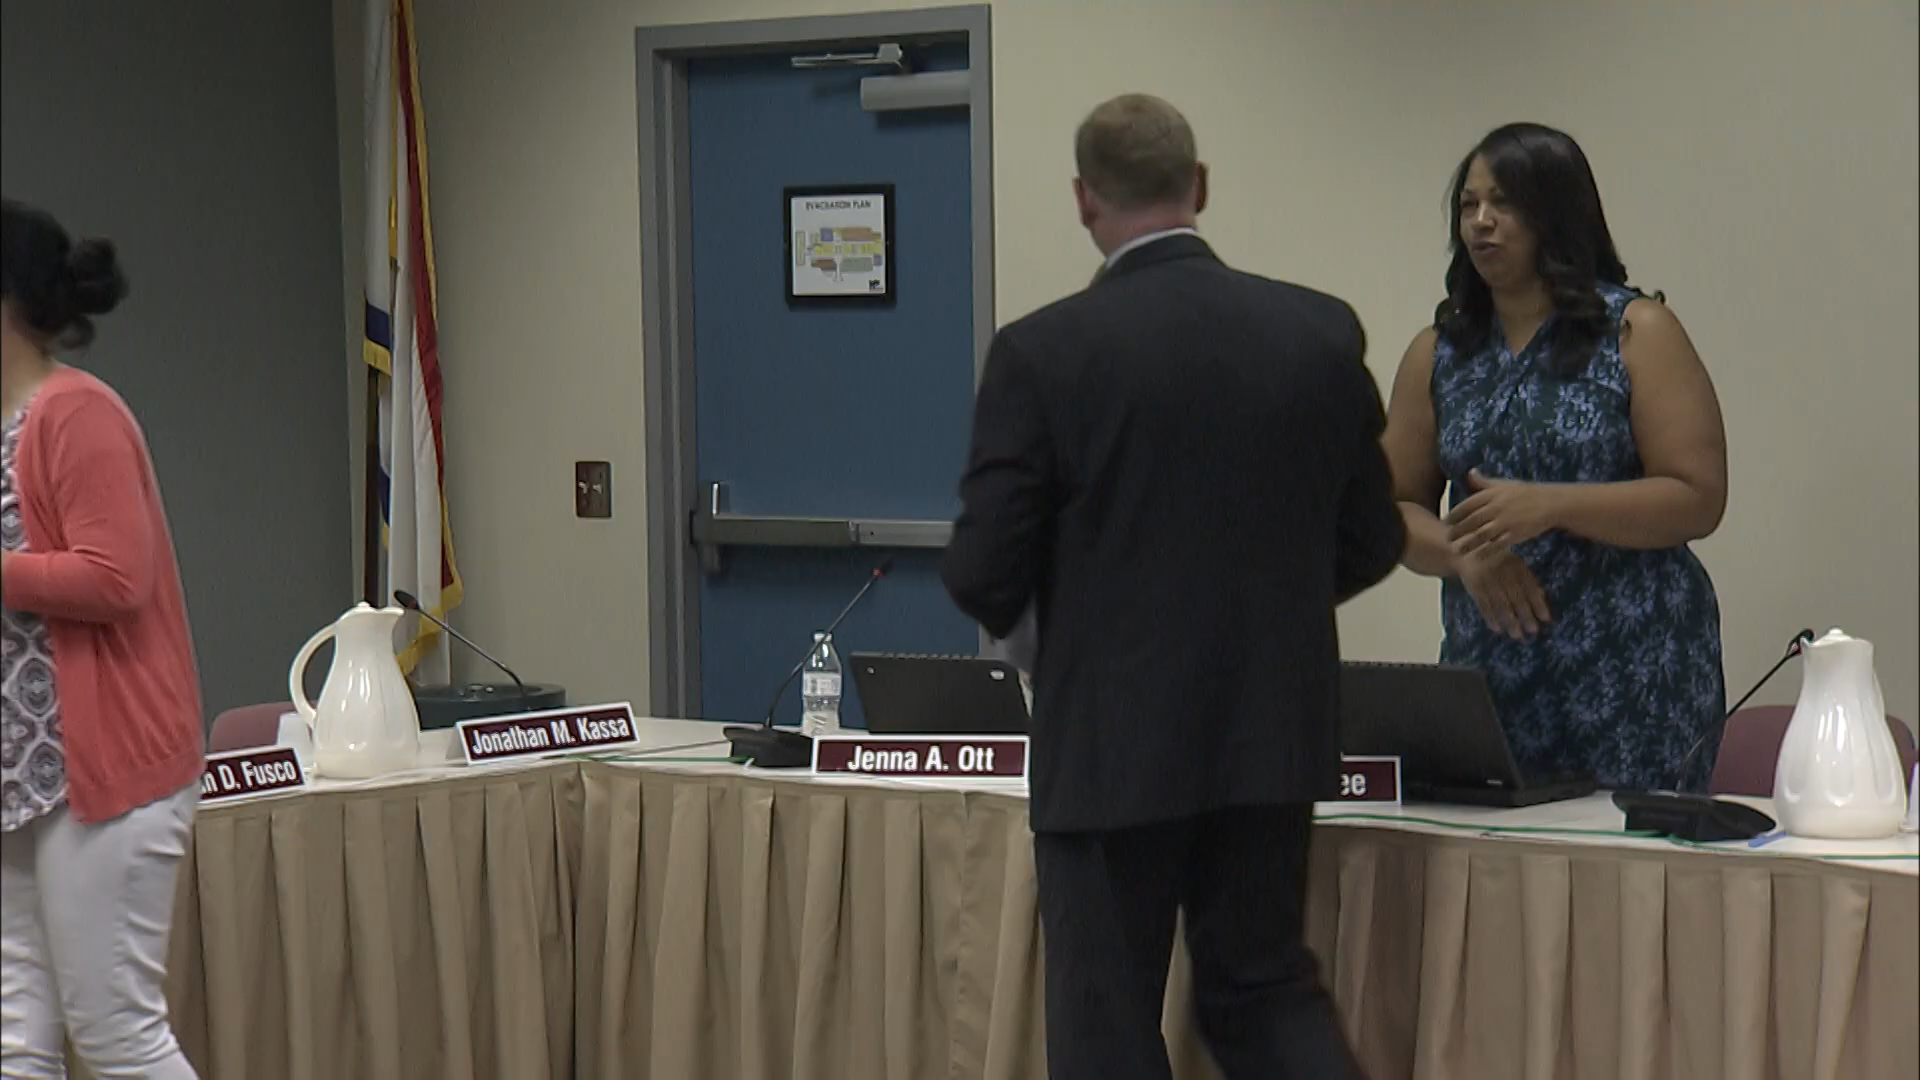 EVACUATION PLAN
n D. Fusco
Jonathan M. Kassa
Jenna A. Ott
ee